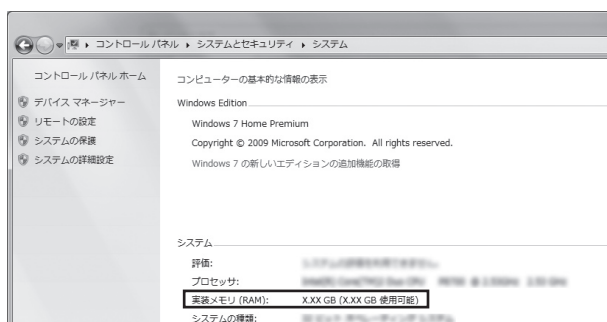 コントロール パネル ▸ システムとセキュリティ ▸ システム
コントロール パネル ホーム
デバイス マネージャー
リモートの設定
システムの保護
システムの詳細設定
コンピューターの基本的な情報の表示
Windows Edition
Windows 7 Home Premium
Copyright © 2009 Microsoft Corporation. All rights reserved.
Windows 7 の新しいエディションの追加機能の取得
システム
評価:
プロセッサ:
実装メモリ (RAM): X.XX GB (X.XX GB 使用可能)
システムの種類: